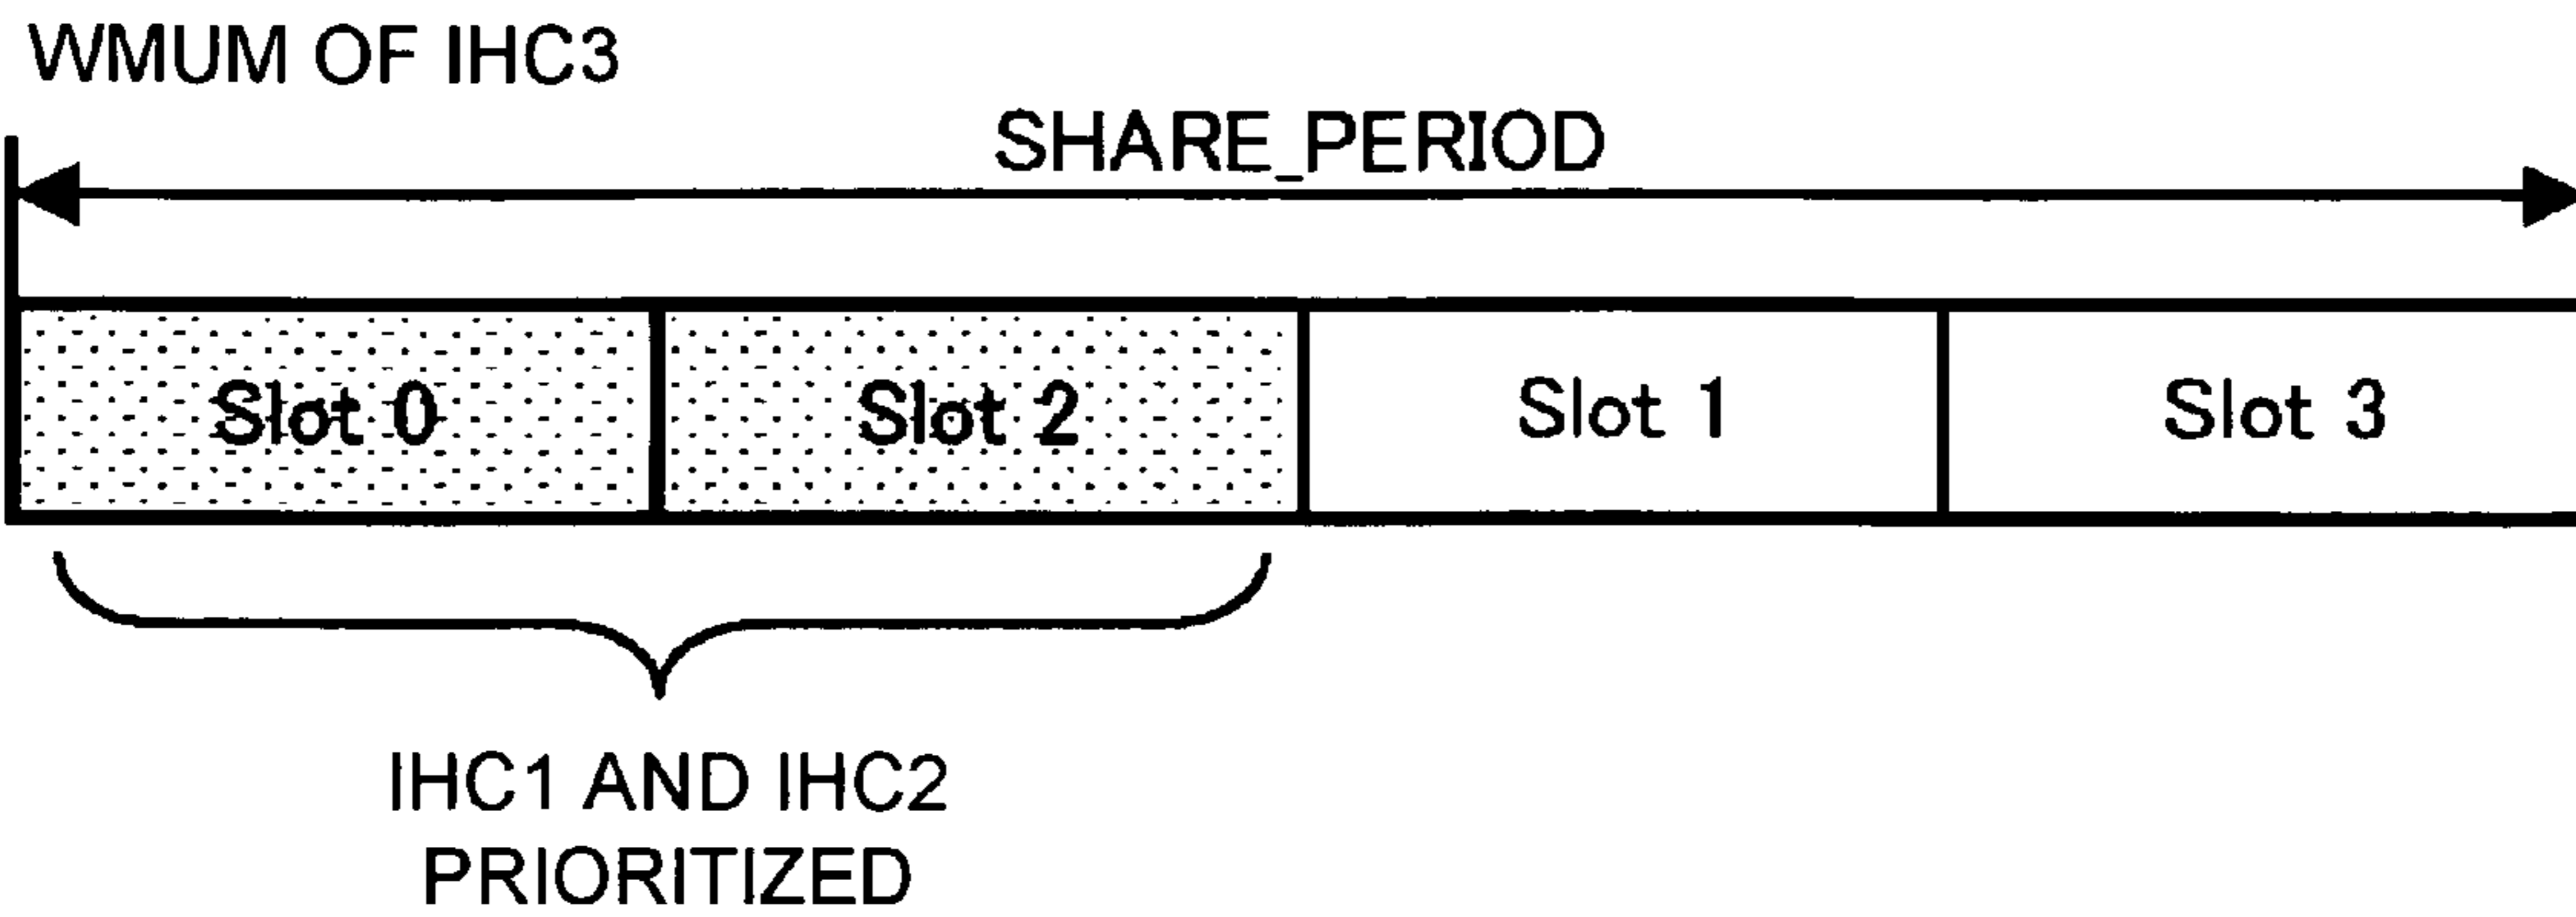 WMUM OF IHC3
SHARE_PERIOD
Slot 0 Slot 2 Slot 1 Slot 3
IHC1 AND IHC2
PRIORITIZED